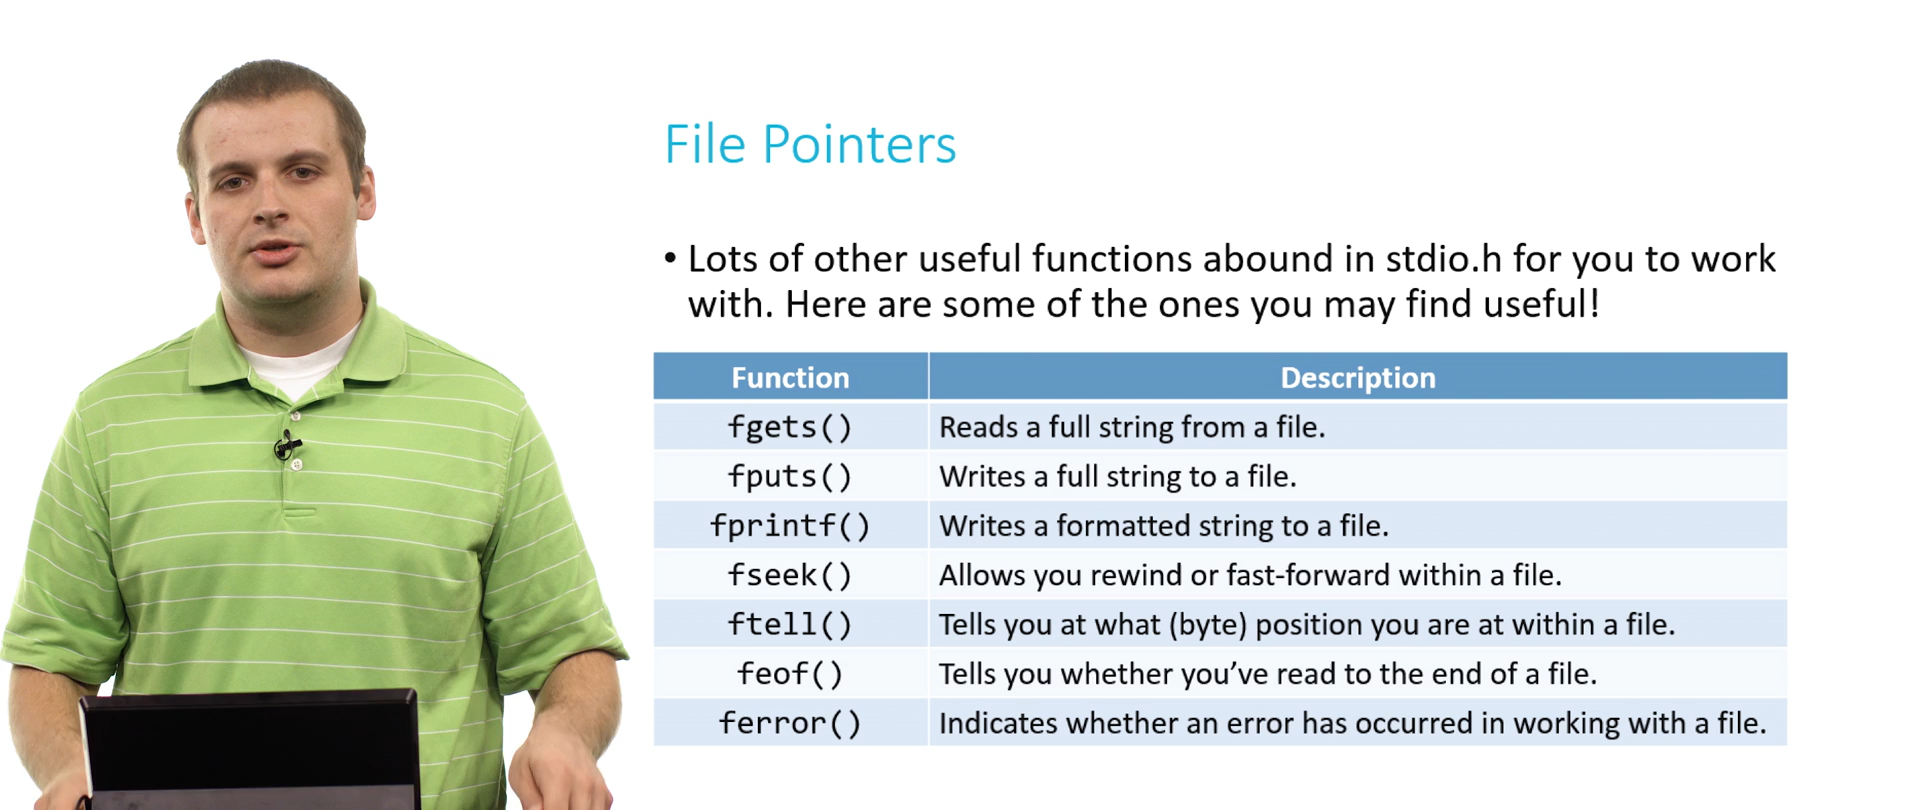 File Pointers
• Lots of other useful functions abound in stdio.h for you to work
with. Here are some of the ones you may find useful!
Function Description
fgets() Reads a full string from a file.
fputs() Writes a full string to a file.
fprintf() Writes a formatted string to a file.
fseek() Allows you rewind or fast-forward within a file.
ftell() Tells you at what (byte) position you are at within a file.
feof() Tells you whether you’ve read to the end of a file.
ferror() Indicates whether an error has occurred in working with a file.